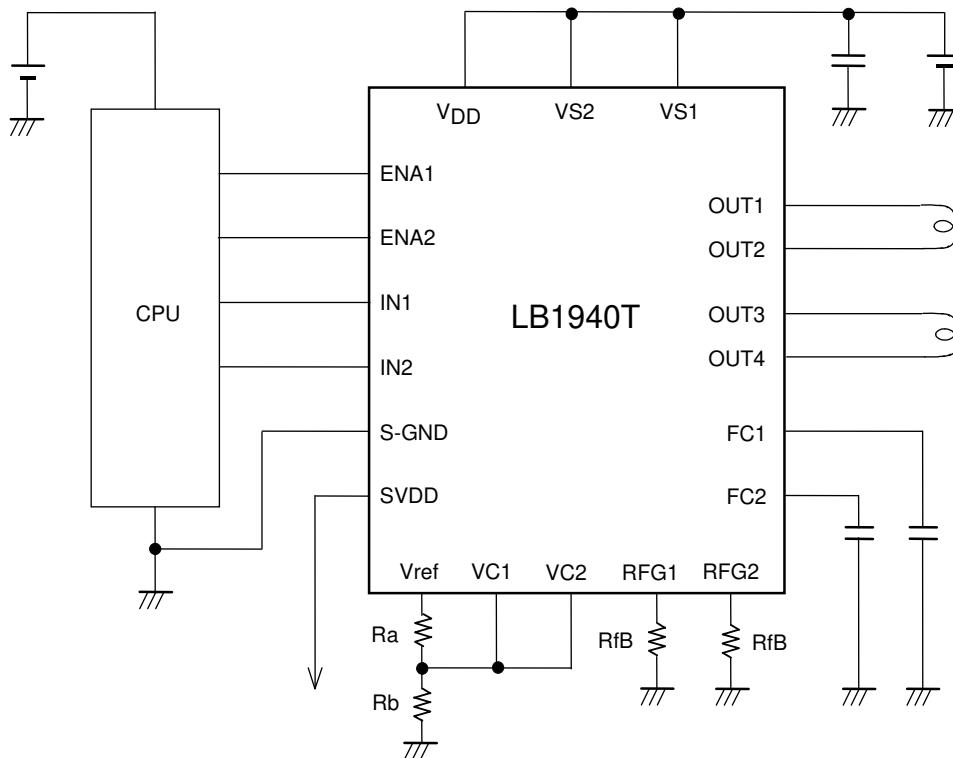 VDD VS2 VS1
ENA1
OUT1
ENA2
OUT2
CPU
IN1
LB1940T
OUT3
IN2
OUT4
S-GND
FC1
SVDD
FC2
Vref VC1 VC2 RFG1 RFG2
Ra
RfB
RfB
Rb